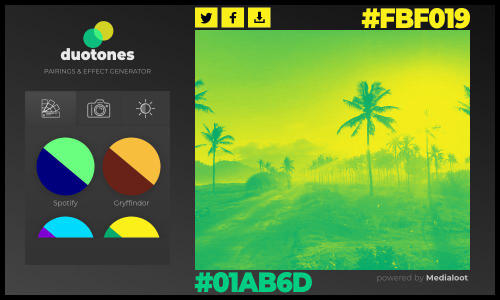 duotones
PAIRINGS & EFFECT GENERATOR
Spotify
Gryffindor
#FBF019
#01AB6D
powered by Medialoot